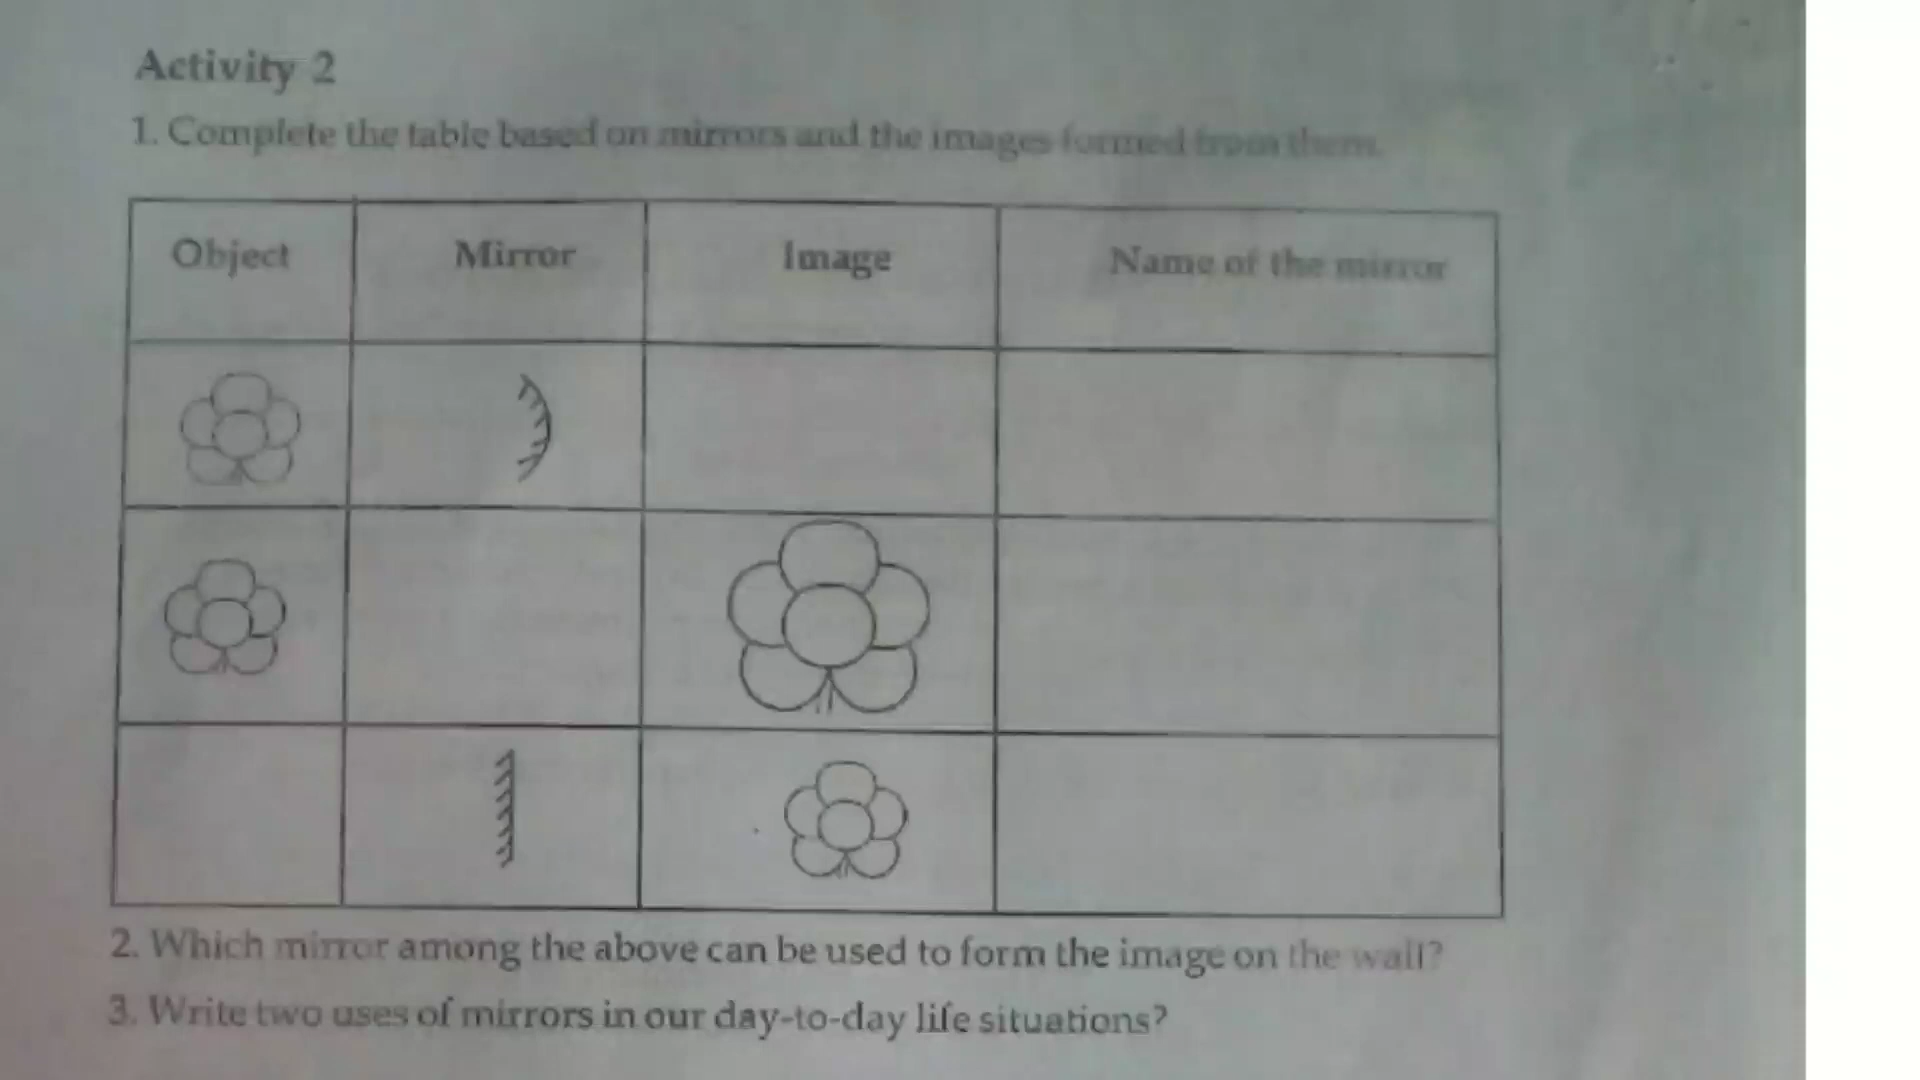 Activity 2
1. Complete the table based on mirrors and the images formed from them.
Object Mirror Image Name of the mirror
2. Which mirror among the above can be used to form the image on the wall?
3. Write two uses of mirrors in our day-to-day life situations?